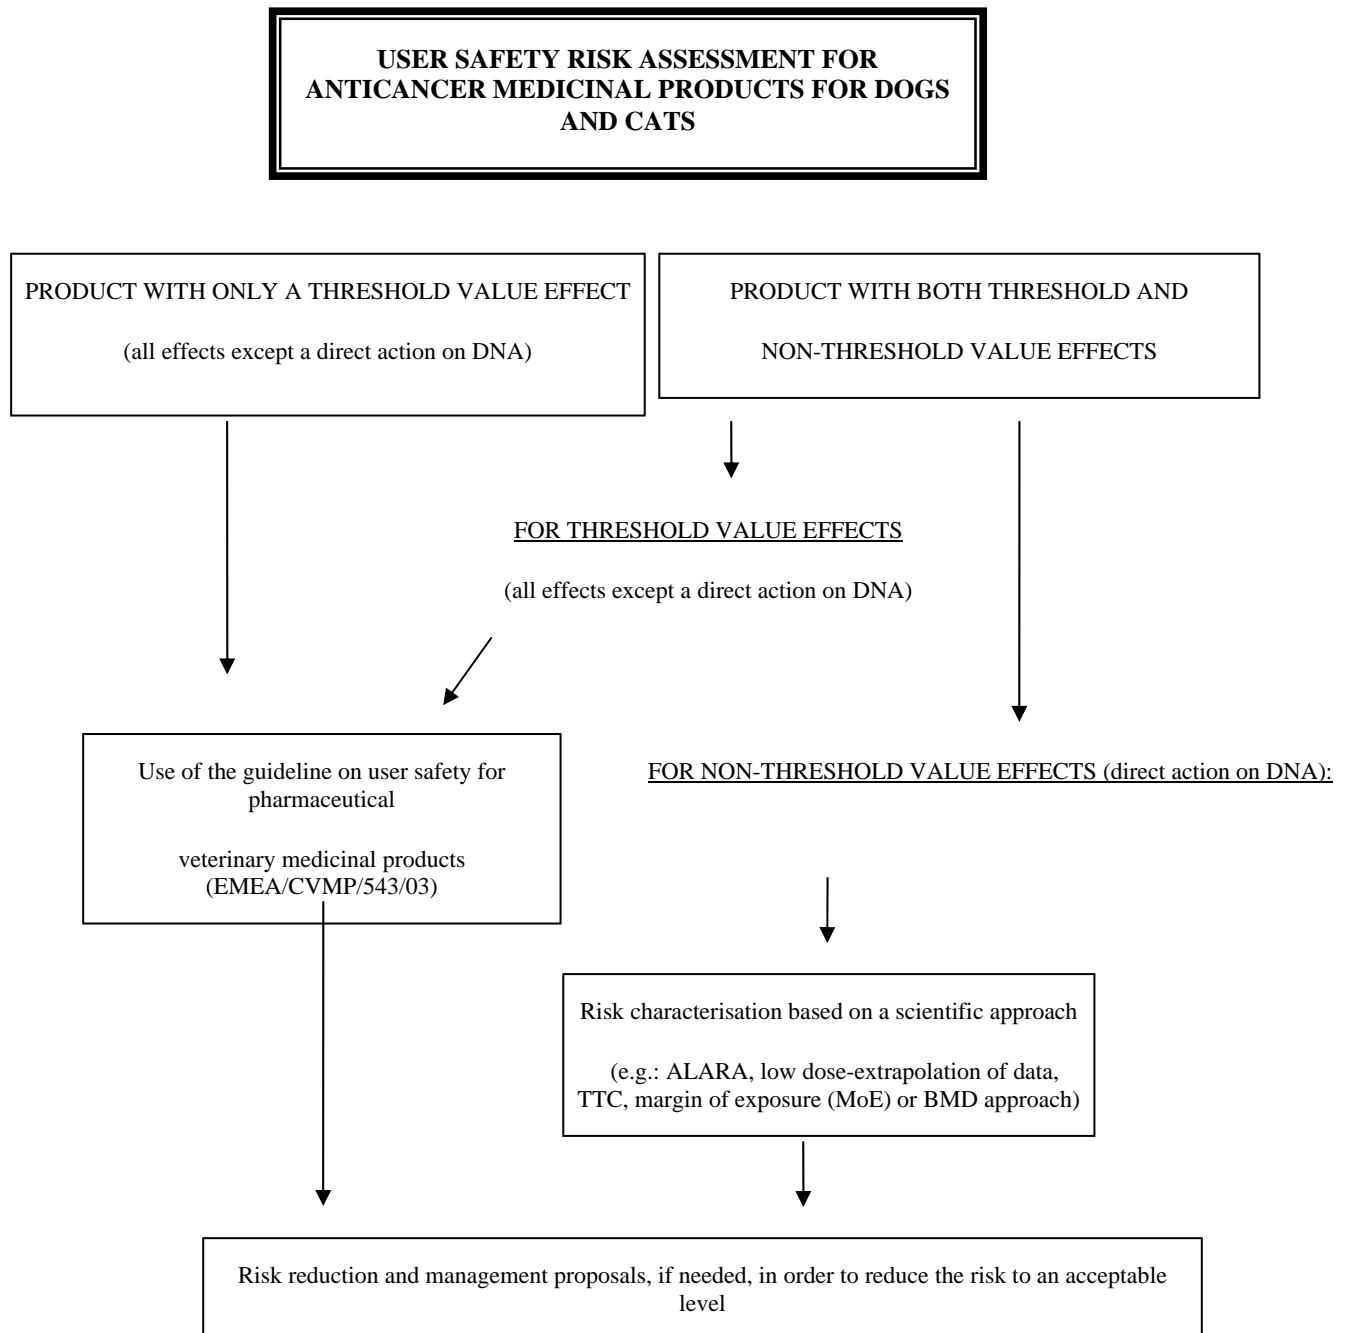 USER SAFETY RISK ASSESSMENT FOR
ANTICANCER MEDICINAL PRODUCTS FOR DOGS
AND CATS
PRODUCT WITH ONLY A THRESHOLD VALUE EFFECT
(all effects except a direct action on DNA)
PRODUCT WITH BOTH THRESHOLD AND
NON-THRESHOLD VALUE EFFECTS
FOR THRESHOLD VALUE EFFECTS
(all effects except a direct action on DNA)
Use of the guideline on user safety for
pharmaceutical
veterinary medicinal products
(EMEA/CVMP/543/03)
FOR NON-THRESHOLD VALUE EFFECTS (direct action on DNA):
Risk characterisation based on a scientific approach
(e.g.: ALARA, low dose-extrapolation of data,
TTC, margin of exposure (MoE) or BMD approach)
Risk reduction and management proposals, if needed, in order to reduce the risk to an acceptable
level